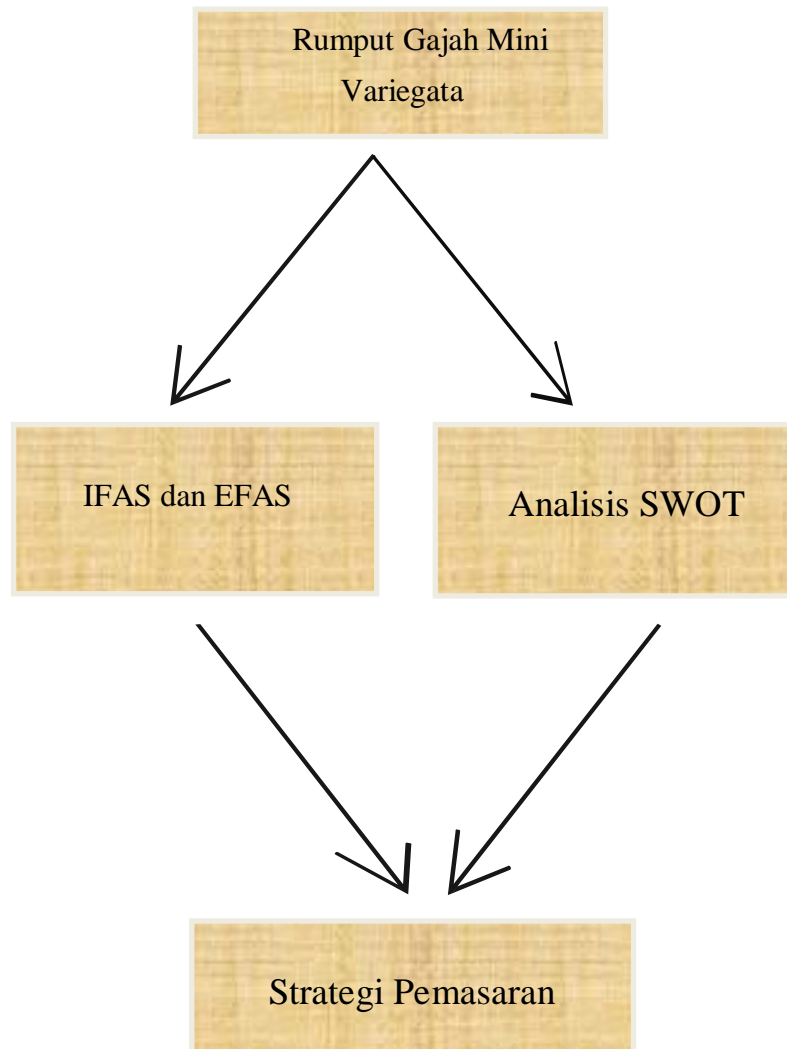 Rumput Gajah Mini
Variegata
IFAS dan EFAS
Analisis SWOT
Strategi Pemasaran